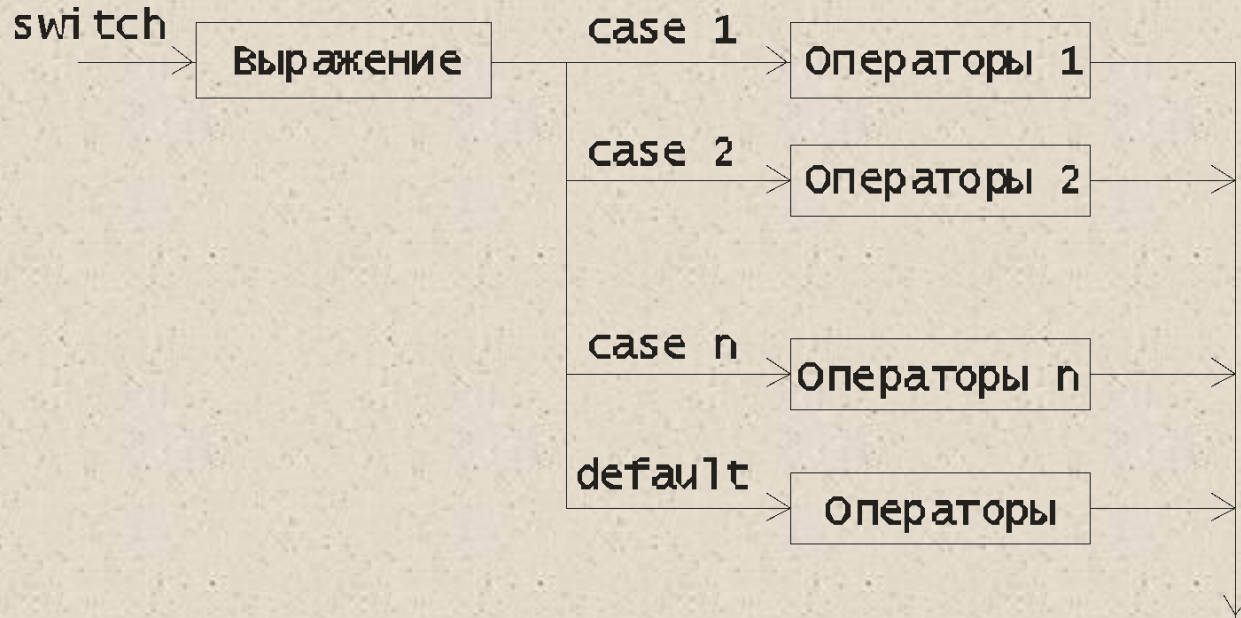 switch
Выражение
case 1
Операторы 1
case 2
Операторы 2
case n
Операторы n
default
Операторы